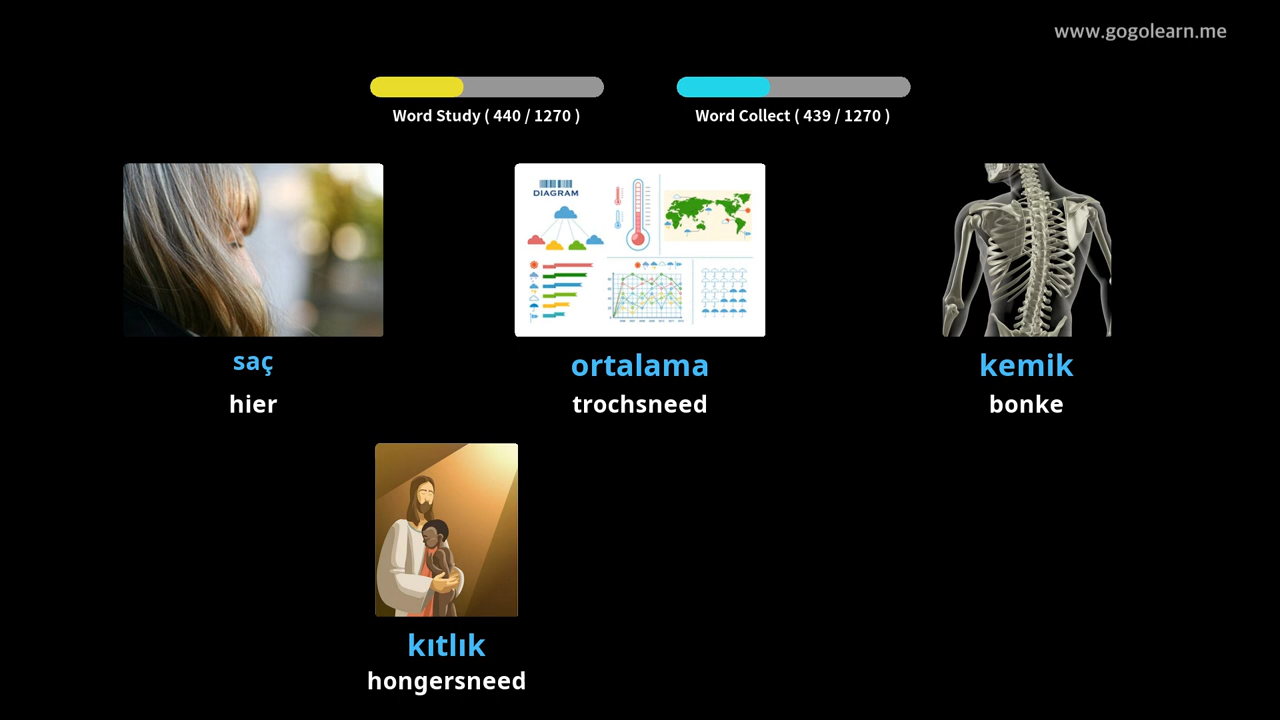 www.gogolearn.me
Word Study ( 440 / 1270 )
Word Collect ( 439 / 1270 )
DIAGRAM
saç
ortalama
kemik
hier
trochsneed
bonke
kıtlık
hongersneed